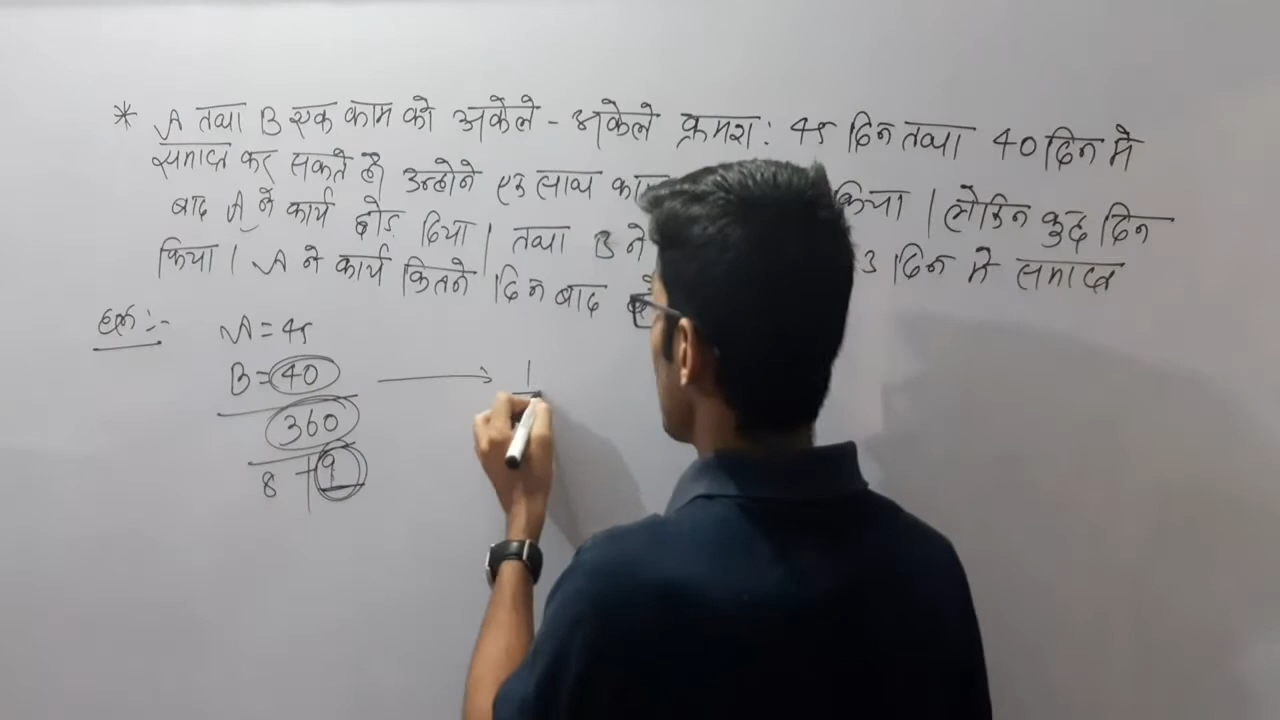 * A तथा B एक काम को अकेले - अकेले क्रमश: 45 दिन तथा 40 दिन मे
समाप्त कर सकते है। उन्होने एक साथ किया । लेकिन कुछ दिन
बाद A ने कार्य छोड़ दिया । तथा B ने 3 दिन मे समाप्त
किया । A ने कार्य कितने दिन बाद
हल :-
A = 45
B = 40 → 1
360
8 + 9